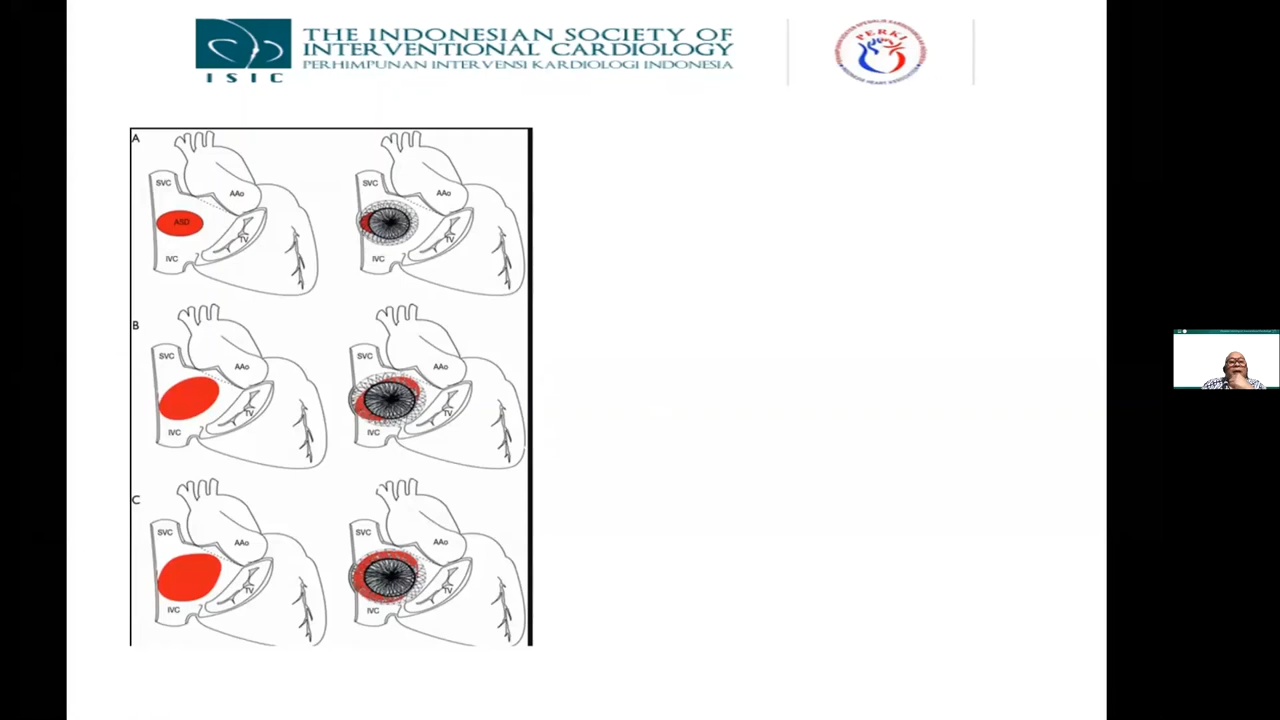 THE INDONESIAN SOCIETY OF
INTERVENTIONAL CARDIOLOGY
PERHIMPUNAN INTERVENSI KARDIOLOGI INDONESIA
ISIC
PERKI
A
SVC
AAo
ASD
TV
IVC
SVC
AAo
TV
IVC
B
SVC
AAo
TV
IVC
SVC
AAo
TV
IVC
C
SVC
AAo
TV
IVC
SVC
AAo
TV
IVC